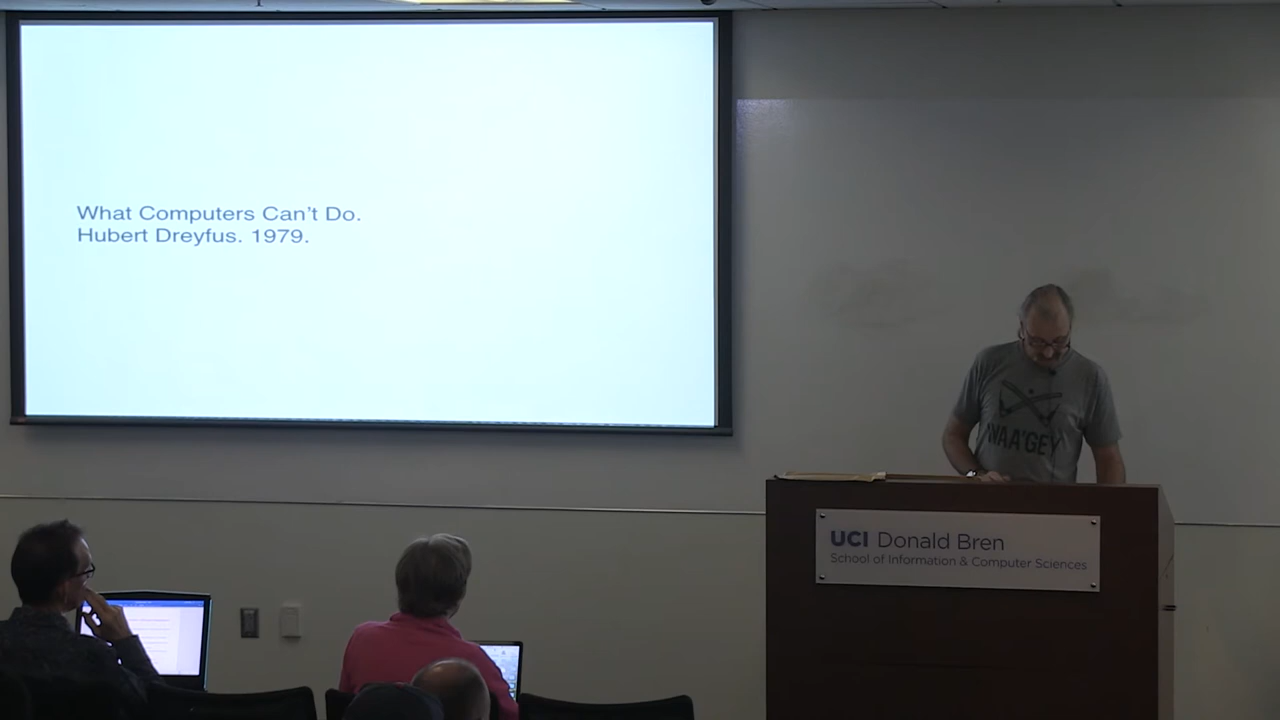 What Computers Can't Do.
Hubert Dreyfus. 1979.
WAA'GEY
UCI Donald Bren
School of Information & Computer Sciences